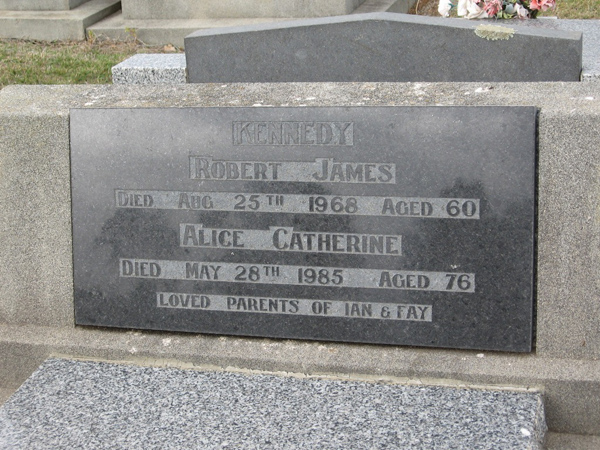 KENNEDY
ROBERT JAMES
DIED AUG 25TH 1968 AGED 60
ALICE CATHERINE
DIED MAY 28TH 1985 AGED 76
LOVED PARENTS OF IAN & FAY